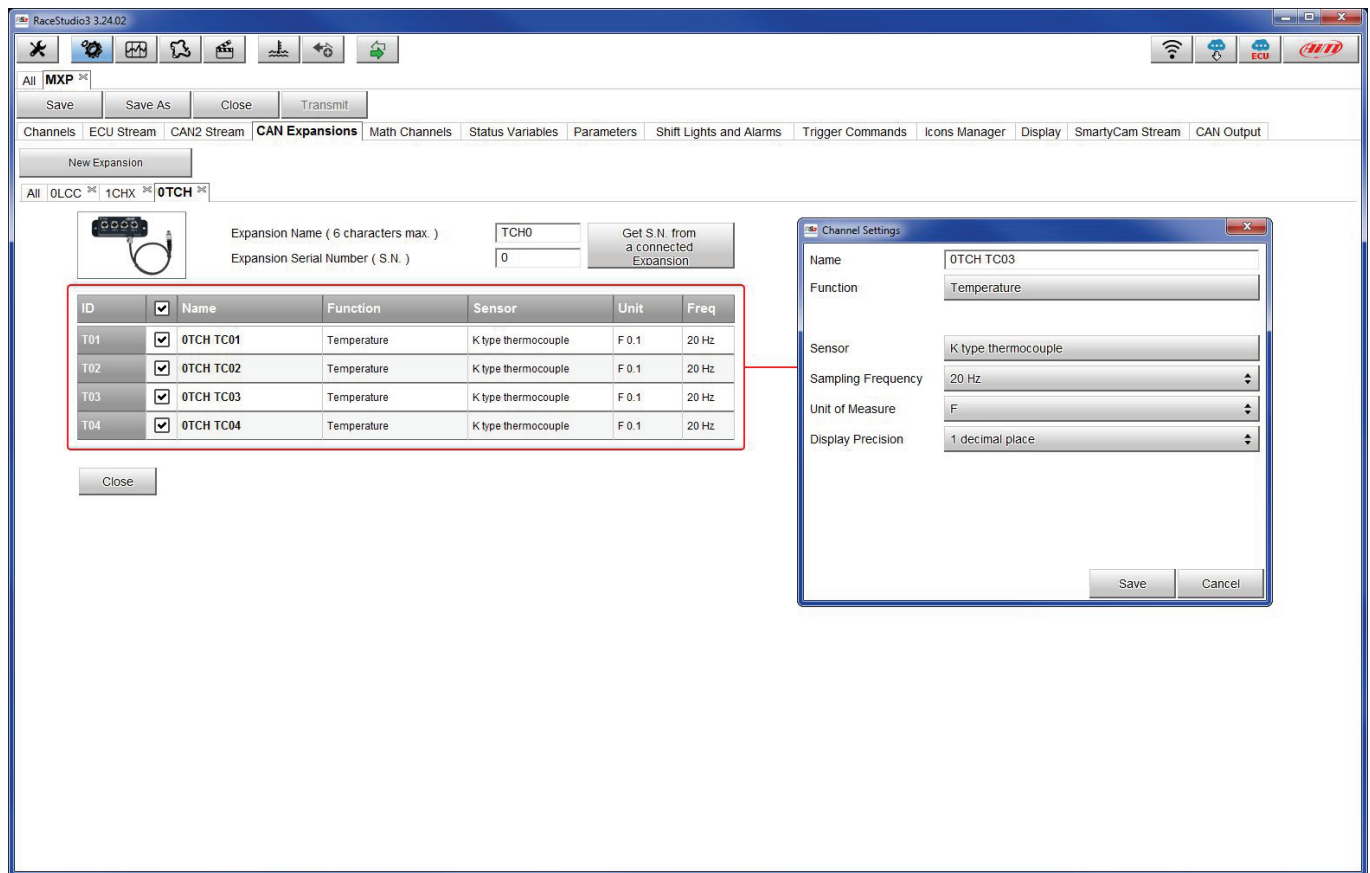 RaceStudio3 3.24.02
ECU
AiM
All MXP
Save Save As Close Transmit
Channels ECU Stream CAN2 Stream CAN Expansions Math Channels Status Variables Parameters Shift Lights and Alarms Trigger Commands Icons Manager Display SmartyCam Stream CAN Output
New Expansion
All 0LCC 1CHX 0TCH
Expansion Name ( 6 characters max. ) TCH0
Expansion Serial Number ( S.N. ) 0
Get S.N. from
a connected
Expansion
ID Name Function Sensor Unit Freq
T01 0TCH TC01 Temperature K type thermocouple F 0.1 20 Hz
T02 0TCH TC02 Temperature K type thermocouple F 0.1 20 Hz
T03 0TCH TC03 Temperature K type thermocouple F 0.1 20 Hz
T04 0TCH TC04 Temperature K type thermocouple F 0.1 20 Hz
Close
Channel Settings
Name 0TCH TC03
Function Temperature
Sensor K type thermocouple
Sampling Frequency 20 Hz
Unit of Measure F
Display Precision 1 decimal place
Save Cancel